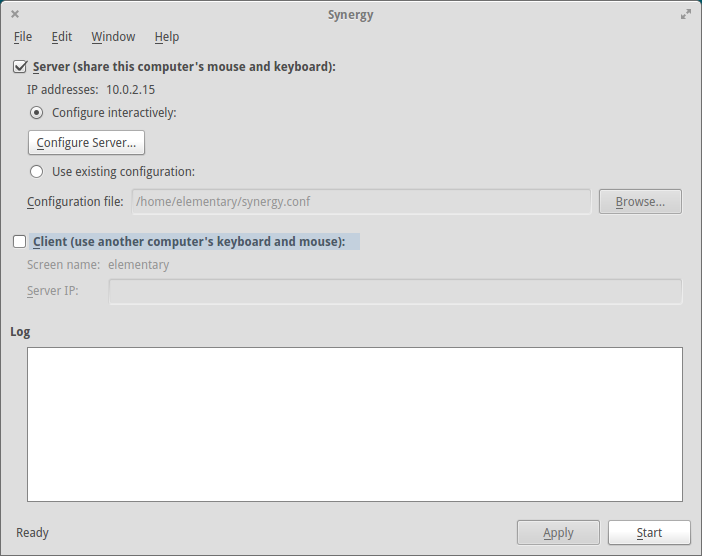 Synergy
File Edit Window Help
Server (share this computer's mouse and keyboard):
IP addresses: 10.0.2.15
Configure interactively:
Configure Server...
Use existing configuration:
Configuration file: /home/elementary/synergy.conf Browse...
Client (use another computer's keyboard and mouse):
Screen name: elementary
Server IP:
Log
Ready Apply Start